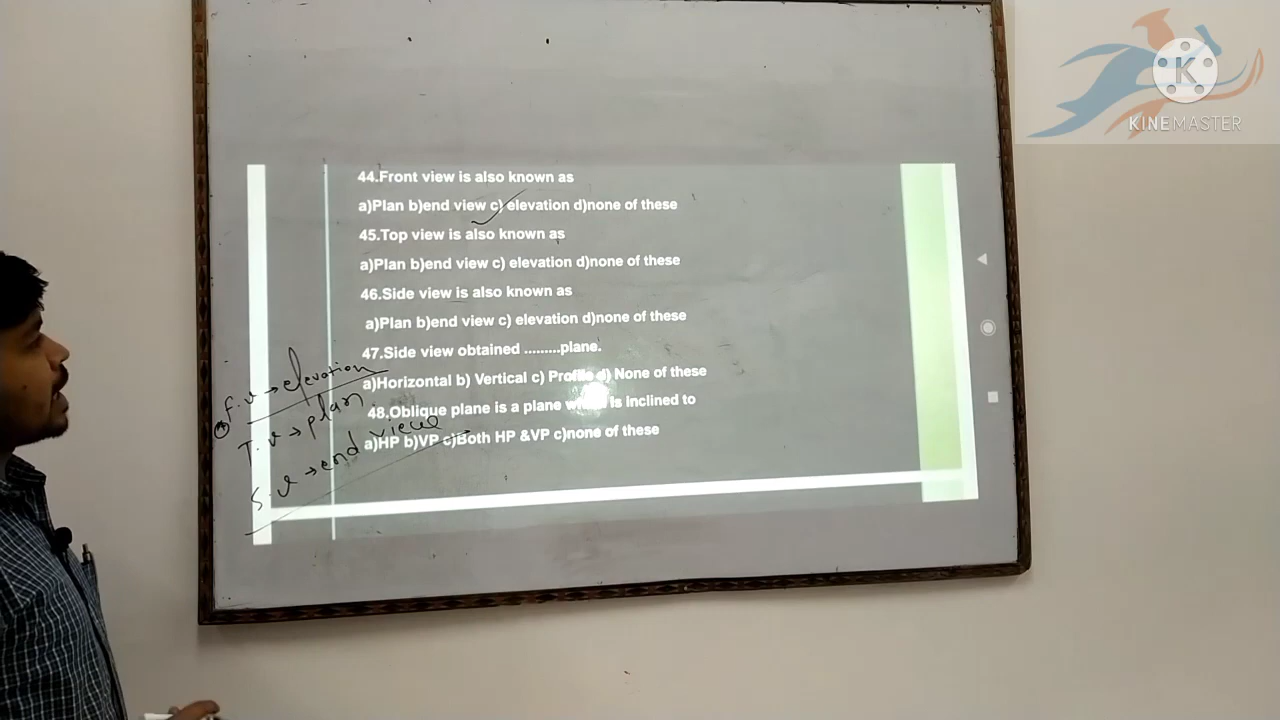 KINEMASTER
44.Front view is also known as
a)Plan b)end view c) elevation d)none of these
45.Top view is also known as
a)Plan b)end view c) elevation d)none of these
46.Side view is also known as
a)Plan b)end view c) elevation d)none of these
47.Side view obtained .........plane.
a)Horizontal b) Vertical c) Profile d) None of these
48.Oblique plane is a plane which is Inclined to
a)HP b)VP c)Both HP &VP c)none of these
F.v → elevation
T.v → plan
S.v → end view